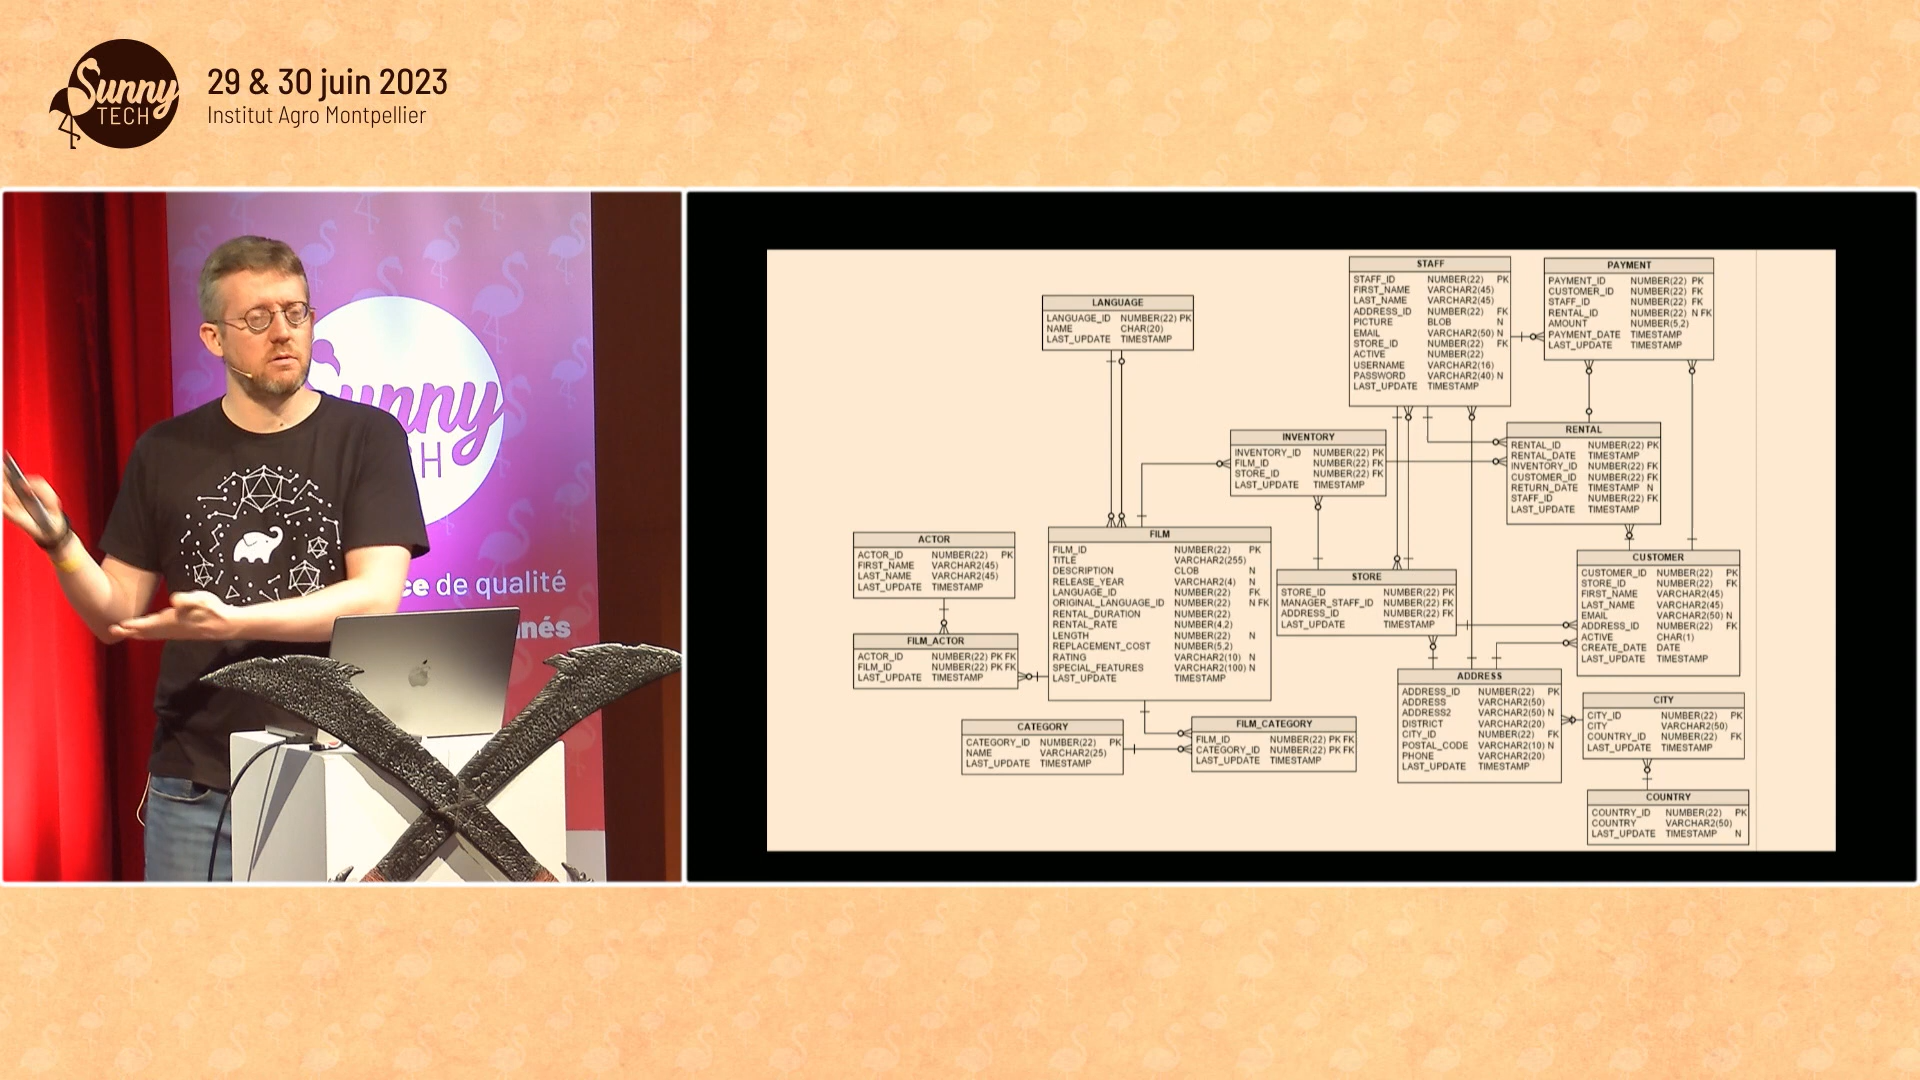 Sunny
TECH
29 & 30 juin 2023
Institut Agro Montpellier
unny
H
ce de qualité
nés
LANGUAGE
LANGUAGE_ID NUMBER(22) PK
NAME CHAR(20)
LAST_UPDATE TIMESTAMP
STAFF
STAFF_ID NUMBER(22) PK
FIRST_NAME VARCHAR2(45)
LAST_NAME VARCHAR2(45)
ADDRESS_ID NUMBER(22) FK
PICTURE BLOB N
EMAIL VARCHAR2(50) N
STORE_ID NUMBER(22) FK
ACTIVE NUMBER(22)
USERNAME VARCHAR2(16)
PASSWORD VARCHAR2(40) N
LAST_UPDATE TIMESTAMP
PAYMENT
PAYMENT_ID NUMBER(22) PK
CUSTOMER_ID NUMBER(22) FK
STAFF_ID NUMBER(22) FK
RENTAL_ID NUMBER(22) N FK
AMOUNT NUMBER(5,2)
PAYMENT_DATE TIMESTAMP
LAST_UPDATE TIMESTAMP
INVENTORY
INVENTORY_ID NUMBER(22) PK
FILM_ID NUMBER(22) FK
STORE_ID NUMBER(22) FK
LAST_UPDATE TIMESTAMP
RENTAL
RENTAL_ID NUMBER(22) PK
RENTAL_DATE TIMESTAMP
INVENTORY_ID NUMBER(22) FK
CUSTOMER_ID NUMBER(22) FK
RETURN_DATE TIMESTAMP N
STAFF_ID NUMBER(22) FK
LAST_UPDATE TIMESTAMP
ACTOR
ACTOR_ID NUMBER(22) PK
FIRST_NAME VARCHAR2(45)
LAST_NAME VARCHAR2(45)
LAST_UPDATE TIMESTAMP
FILM
FILM_ID NUMBER(22) PK
TITLE VARCHAR2(255)
DESCRIPTION CLOB N
RELEASE_YEAR VARCHAR2(4) N
LANGUAGE_ID NUMBER(22) FK
ORIGINAL_LANGUAGE_ID NUMBER(22) N FK
RENTAL_DURATION NUMBER(22)
RENTAL_RATE NUMBER(4,2)
LENGTH NUMBER(22) N
REPLACEMENT_COST NUMBER(5,2)
RATING VARCHAR2(10) N
SPECIAL_FEATURES VARCHAR2(100) N
LAST_UPDATE TIMESTAMP
STORE
STORE_ID NUMBER(22) PK
MANAGER_STAFF_ID NUMBER(22) FK
ADDRESS_ID NUMBER(22) FK
LAST_UPDATE TIMESTAMP
CUSTOMER
CUSTOMER_ID NUMBER(22) PK
STORE_ID NUMBER(22) FK
FIRST_NAME VARCHAR2(45)
LAST_NAME VARCHAR2(45)
EMAIL VARCHAR2(50) N
ADDRESS_ID NUMBER(22) FK
ACTIVE CHAR(1)
CREATE_DATE DATE
LAST_UPDATE TIMESTAMP
FILM_ACTOR
ACTOR_ID NUMBER(22) PK FK
FILM_ID NUMBER(22) PK FK
LAST_UPDATE TIMESTAMP
ADDRESS
ADDRESS_ID NUMBER(22) PK
ADDRESS VARCHAR2(50)
ADDRESS2 VARCHAR2(50) N
DISTRICT VARCHAR2(20)
CITY_ID NUMBER(22) FK
POSTAL_CODE VARCHAR2(10) N
PHONE VARCHAR2(20)
LAST_UPDATE TIMESTAMP
CITY
CITY_ID NUMBER(22) PK
CITY VARCHAR2(50)
COUNTRY_ID NUMBER(22) FK
LAST_UPDATE TIMESTAMP
CATEGORY
CATEGORY_ID NUMBER(22) PK
NAME VARCHAR2(25)
LAST_UPDATE TIMESTAMP
FILM_CATEGORY
FILM_ID NUMBER(22) PK FK
CATEGORY_ID NUMBER(22) PK FK
LAST_UPDATE TIMESTAMP
COUNTRY
COUNTRY_ID NUMBER(22) PK
COUNTRY VARCHAR2(50)
LAST_UPDATE TIMESTAMP N